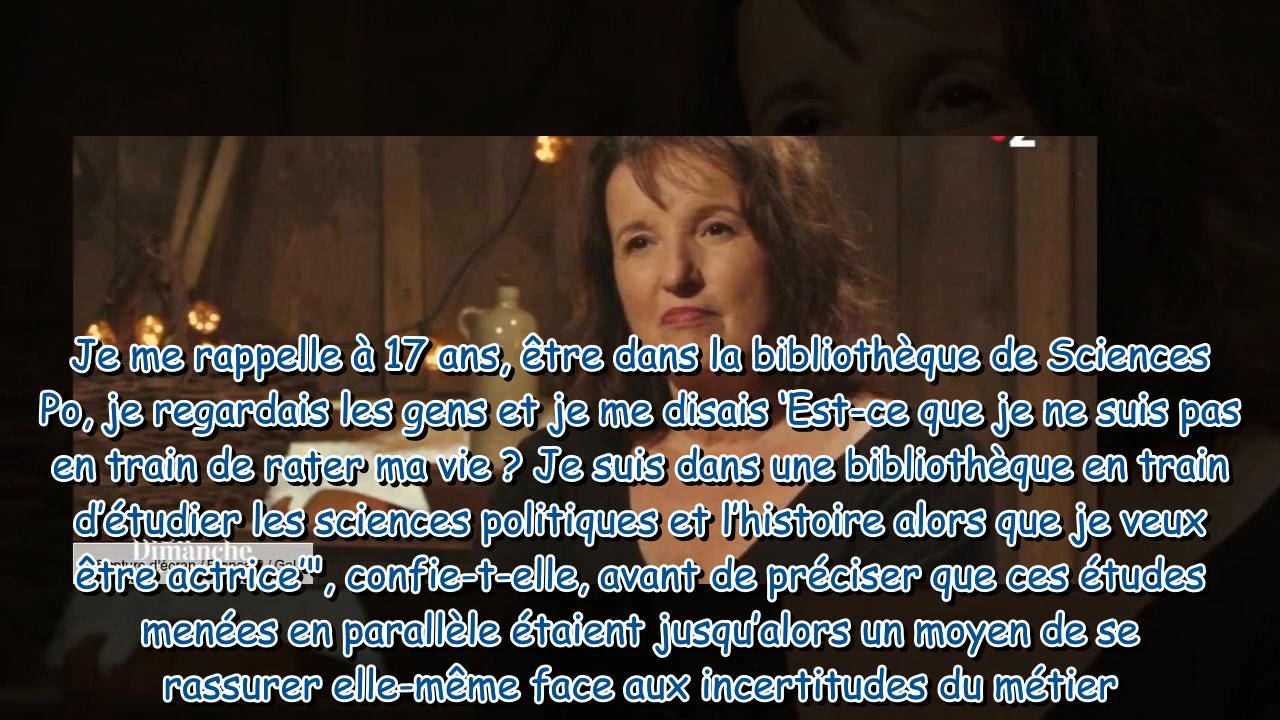 2
Je me rappelle à 17 ans, être dans la bibliothèque de Sciences
Po, je regardais les gens et je me disais 'Est-ce que je ne suis pas
en train de rater ma vie ? Je suis dans une bibliothèque en train
d'étudier les sciences politiques et l'histoire alors que je veux
Dimanche
être actrice'", confie-t-elle, avant de préciser que ces études
menées en parallèle étaient jusqu'alors un moyen de se
rassurer elle-même face aux incertitudes du métier